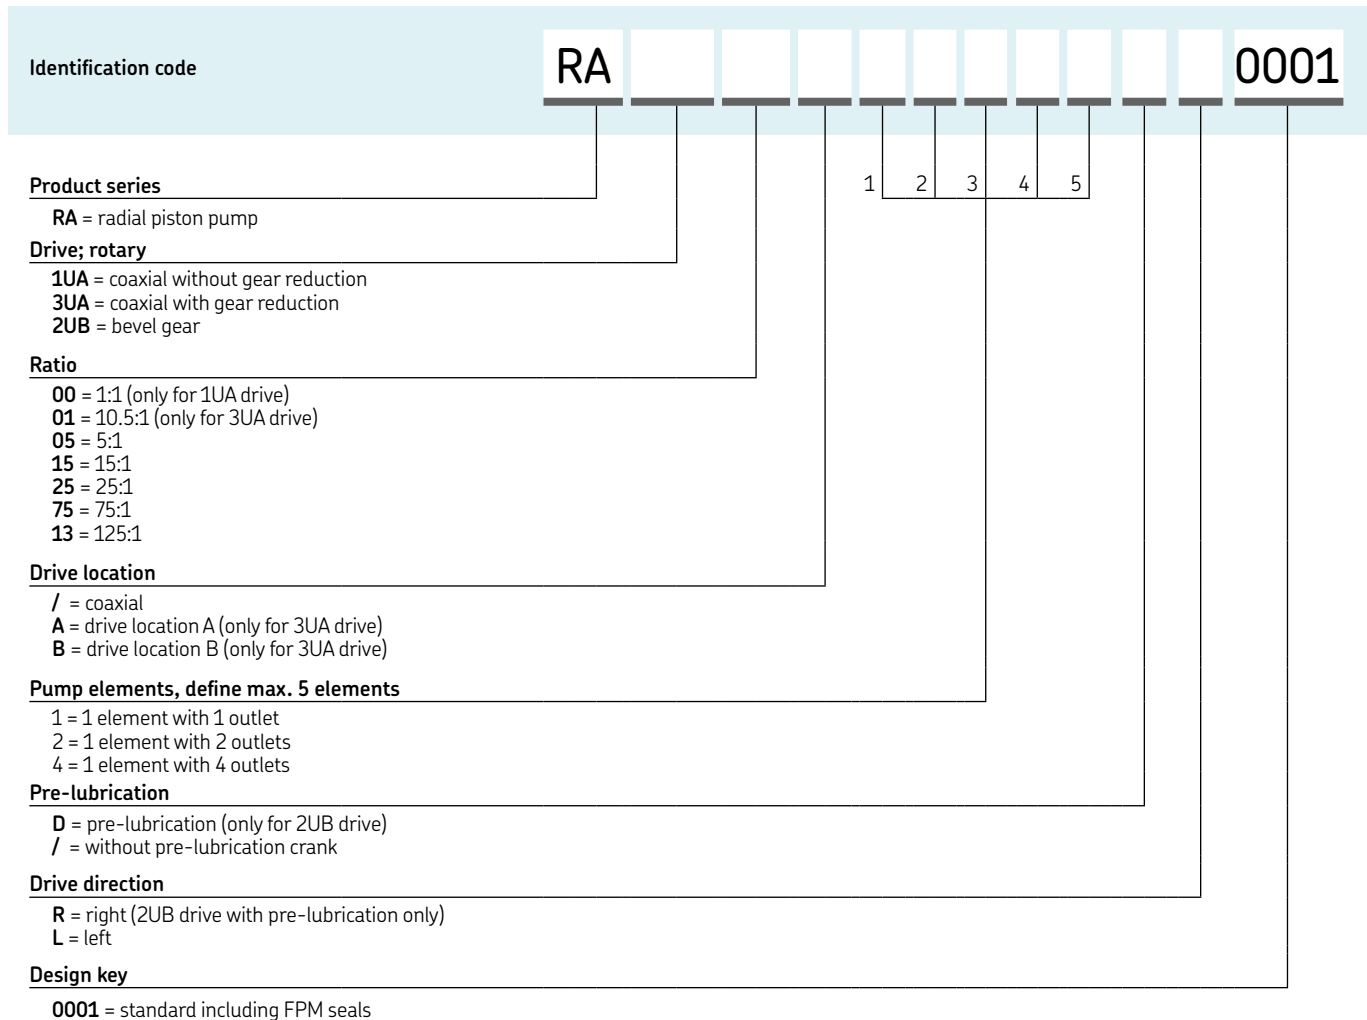 Identification code
RA 0001
Product series 1 2 3 4 5
RA = radial piston pump
Drive; rotary
1UA = coaxial without gear reduction
3UA = coaxial with gear reduction
2UB = bevel gear
Ratio
00 = 1:1 (only for 1UA drive)
01 = 10.5:1 (only for 3UA drive)
05 = 5:1
15 = 15:1
25 = 25:1
75 = 75:1
13 = 125:1
Drive location
/ = coaxial
A = drive location A (only for 3UA drive)
B = drive location B (only for 3UA drive)
Pump elements, define max. 5 elements
1 = 1 element with 1 outlet
2 = 1 element with 2 outlets
4 = 1 element with 4 outlets
Pre-lubrication
D = pre-lubrication (only for 2UB drive)
/ = without pre-lubrication crank
Drive direction
R = right (2UB drive with pre-lubrication only)
L = left
Design key
0001 = standard including FPM seals